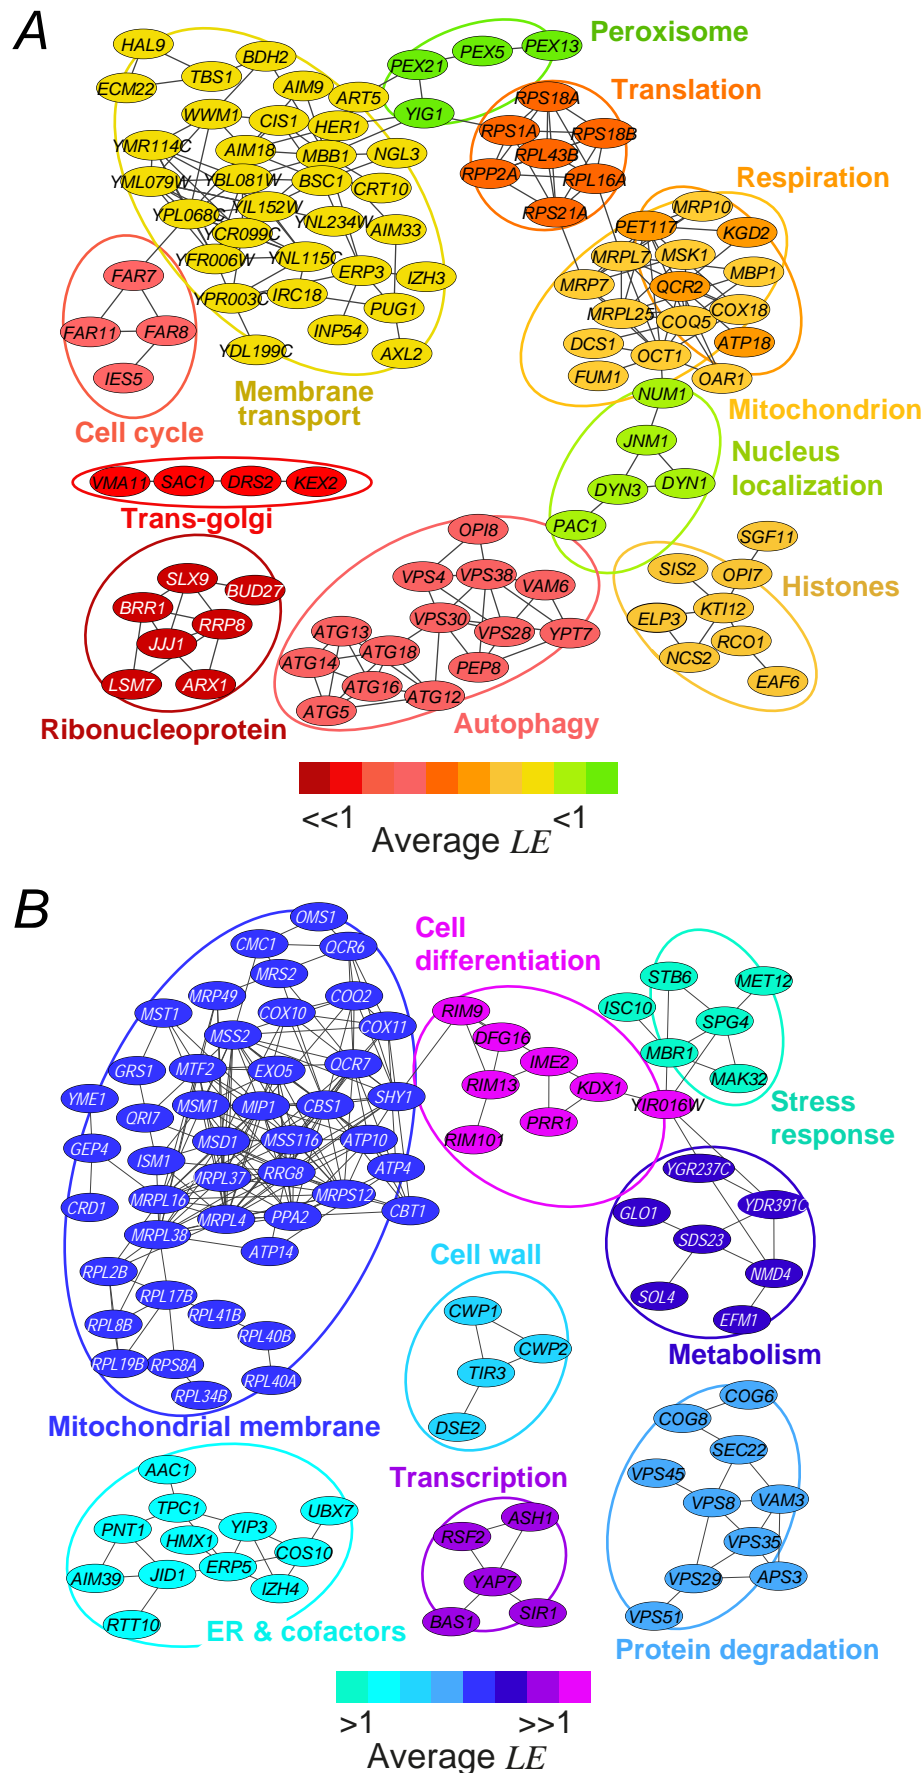 A
Peroxisome
HAL9
BDH2
PEX21
PEX5
PEX13
ECM22
TBS1
AIM9
ART5
YIG1
Translation
RPS18A
WWM1
CIS1
HER1
RPS1A
RPS18B
YMR114C
AIM18
MBB1
NGL3
RPL43B
YML079W
YBL081W
BSC1
CRT10
RPP2A
RPL16A
Respiration
YPL068C
YIL152W
YNL234W
AIM33
RPS21A
MRP10
YCR099C
PET117
KGD2
YFR006W
YNL115C
ERP3
IZH3
MRPL7
MSK1
MBP1
FAR7
MRP7
QCR2
YPR003C
IRC18
PUG1
MRPL25
COQ5
COX18
FAR11
FAR8
INP54
DCS1
OCT1
ATP18
YDL199C
AXL2
FUM1
OAR1
IES5
Membrane
transport
NUM1
Cell cycle
Mitochondrion
JNM1
Nucleus
localization
VMA11
SAC1
DRS2
KEX2
DYN3
DYN1
Trans-golgi
PAC1
OPI8
SGF11
SLX9
BUD27
VPS4
VPS38
VAM6
SIS2
OPI7
Histones
BRR1
RRP8
VPS30
VPS28
YPT7
ELP3
KTI12
JJJ1
ATG13
ATG18
RCO1
ATG14
PEP8
NCS2
LSM7
ARX1
ATG16
ATG12
EAF6
ATG5
Ribonucleoprotein
Autophagy
<<1
<1
Average LE
B
OMS1
Cell
differentiation
CMC1
QCR6
STB6
MET12
MRS2
MRP49
COX10
COQ2
ISC10
MST1
RIM9
SPG4
MSS2
COX11
DFG16
MBR1
GRS1
MTF2
EXO5
QCR7
IME2
MAK32
YME1
MSM1
MIP1
CBS1
SHY1
RIM13
KDX1
YIR016W
Stress
response
QRI7
MSD1
MSS116
ATP10
RIM101
PRR1
GEP4
ISM1
MRPL37
RRG8
ATP4
YGR237C
CRD1
MRPL16
MRPL4
PPA2
MRPS12
CBT1
GLO1
YDR391C
MRPL38
ATP14
SDS23
RPL2B
Cell wall
NMD4
RPL17B
SOL4
RPL8B
RPL41B
CWP1
EFM1
RPL40B
CWP2
Metabolism
RPL19B
RPS8A
RPL40A
TIR3
RPL34B
COG6
Mitochondrial membrane
DSE2
COG8
SEC22
AAC1
Transcription
VPS45
TPC1
UBX7
ASH1
VPS8
VAM3
PNT1
HMX1
YIP3
RSF2
VPS35
COS10
AIM39
JID1
ERP5
IZH4
YAP7
VPS29
APS3
RTT10
BAS1
SIR1
VPS51
ER & cofactors
Protein degradation
>1
>>1
Average LE